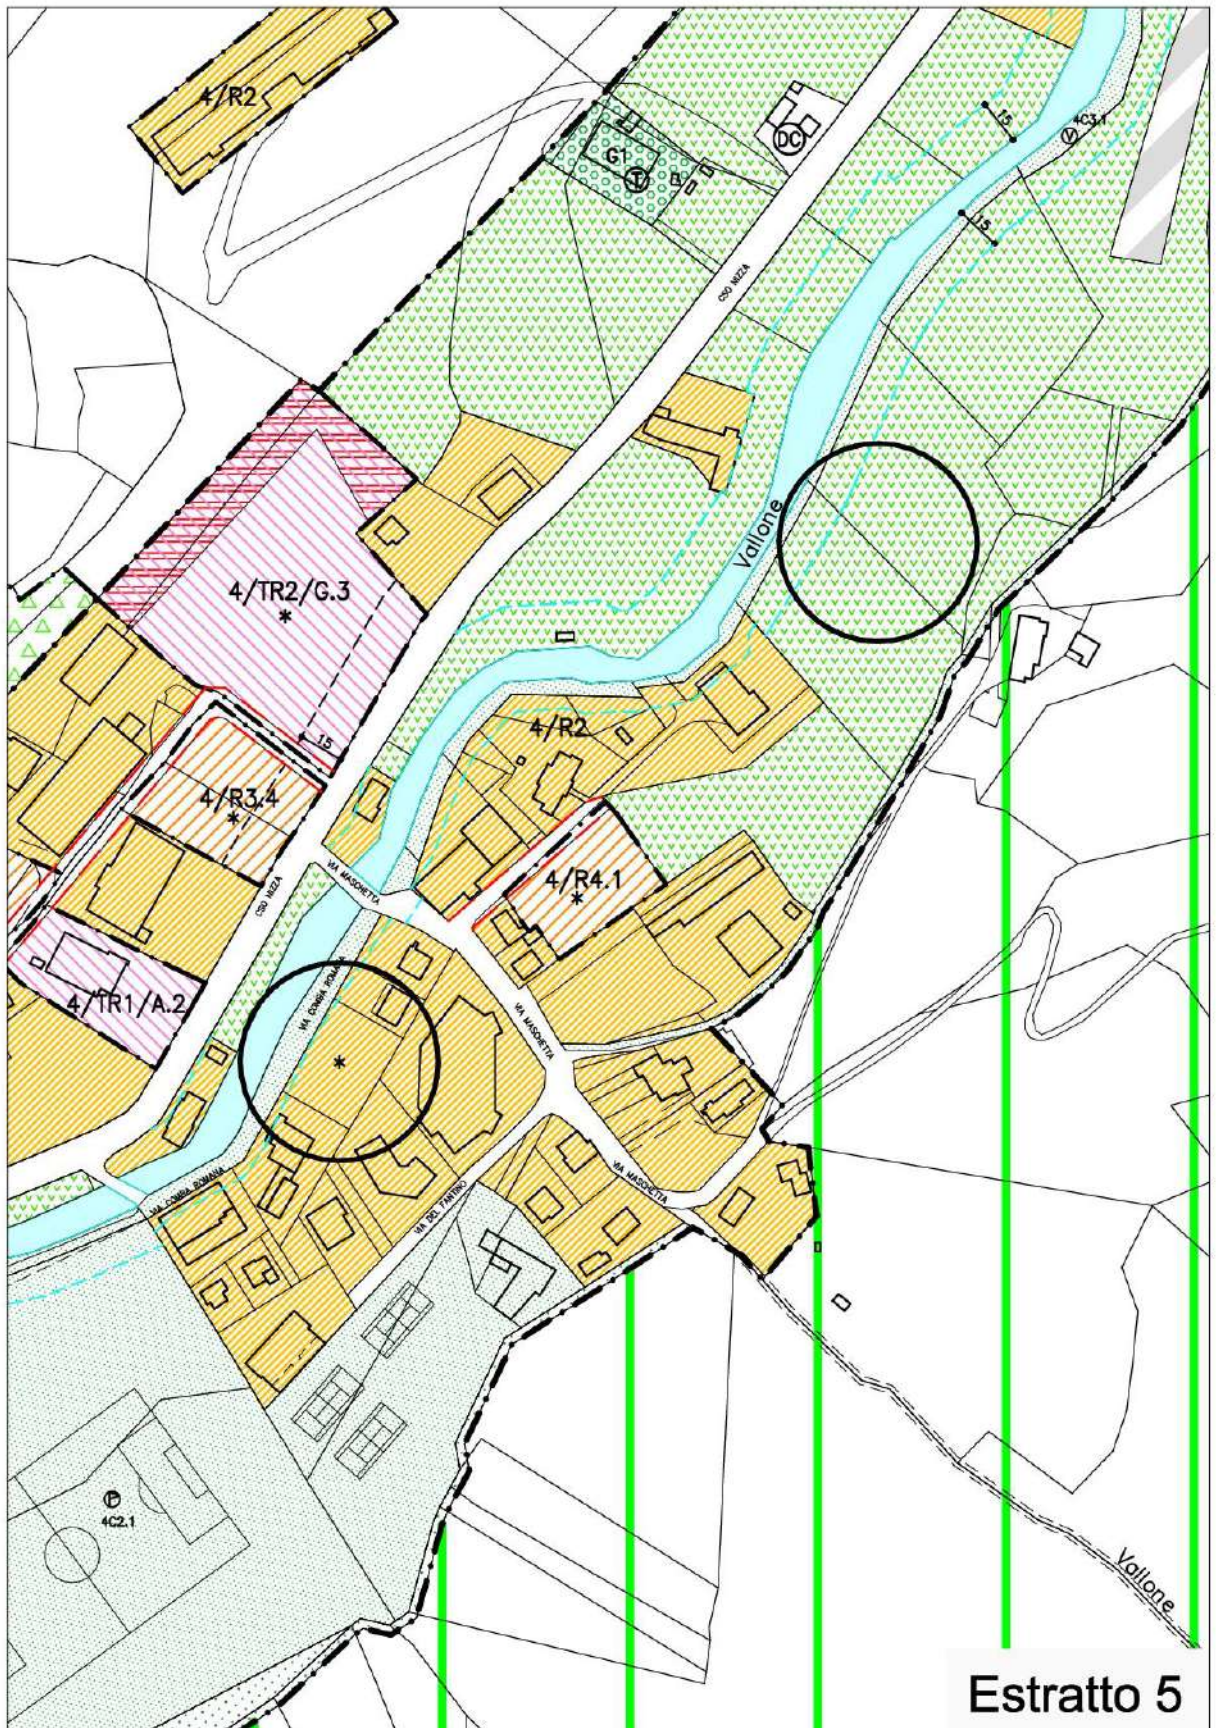 4/R2
G1
T
DC
15
4C3.1
V
15
CSO NIZZA
Vallone
4/TR2/G.3
*
15
4/R2
4/R3.4
*
VIA MASCHETTA
4/R4.1
*
CSO NIZZA
4/TR1/A.2
VIA COMBA ROMANA
*
VIA MASCHETTA
VIA MASCHETTA
VIA COMBA ROMANA
VIA DEL FANTINO
P
4C2.1
Vallone
Estratto 5